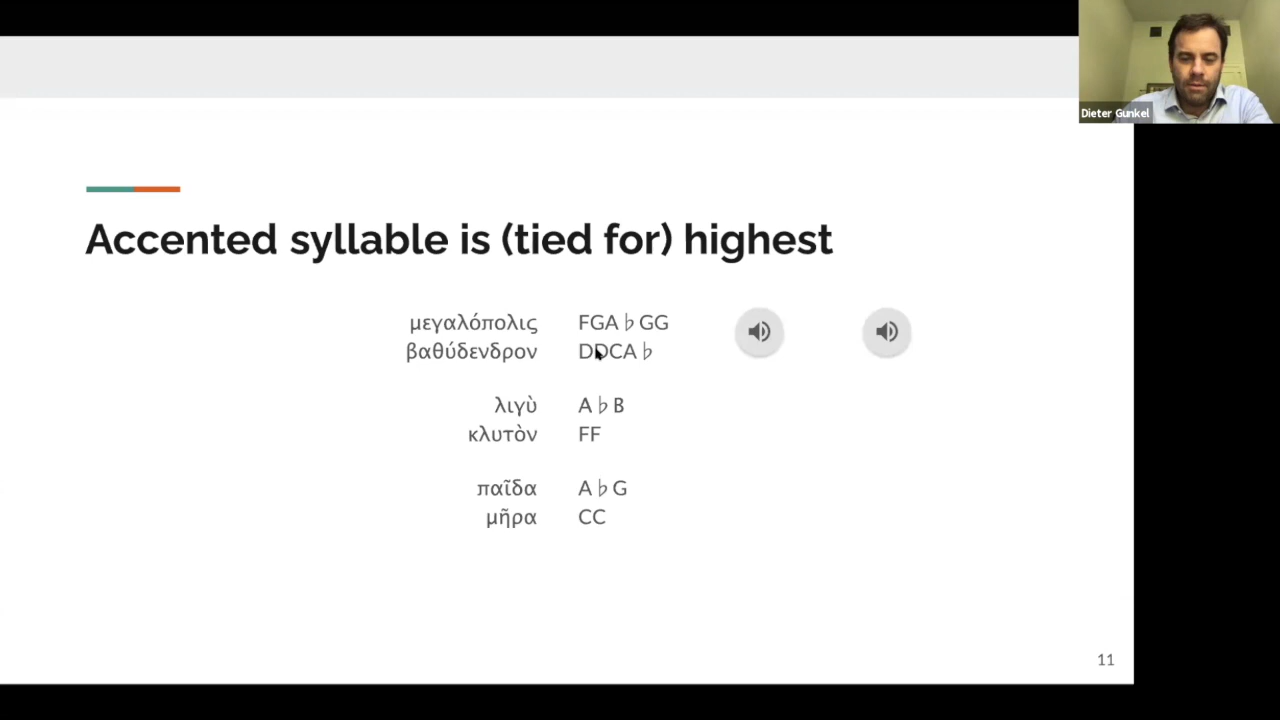 Dieter Gunkel
Accented syllable is (tied for) highest
μεγαλόπολις FGA♭GG
βαθύδενδρον DDCA♭
λιγὺ A♭B
κλυτὸν FF
παῖδα A♭G
μῆρα CC
11